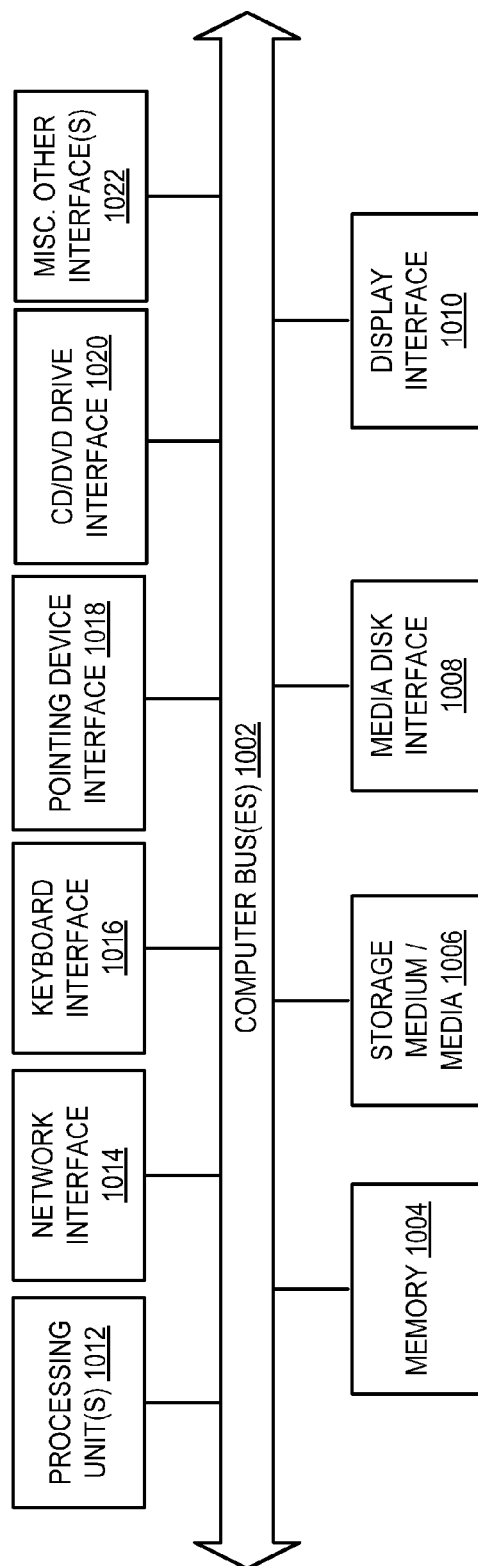 PROCESSING
UNIT(S) 1012
NETWORK
INTERFACE
1014
KEYBOARD
INTERFACE
1016
POINTING DEVICE
INTERFACE 1018
CD/DVD DRIVE
INTERFACE 1020
MISC. OTHER
INTERFACE(S)
1022
COMPUTER BUS(ES) 1002
MEMORY 1004
STORAGE
MEDIUM /
MEDIA 1006
MEDIA DISK
INTERFACE
1008
DISPLAY
INTERFACE
1010